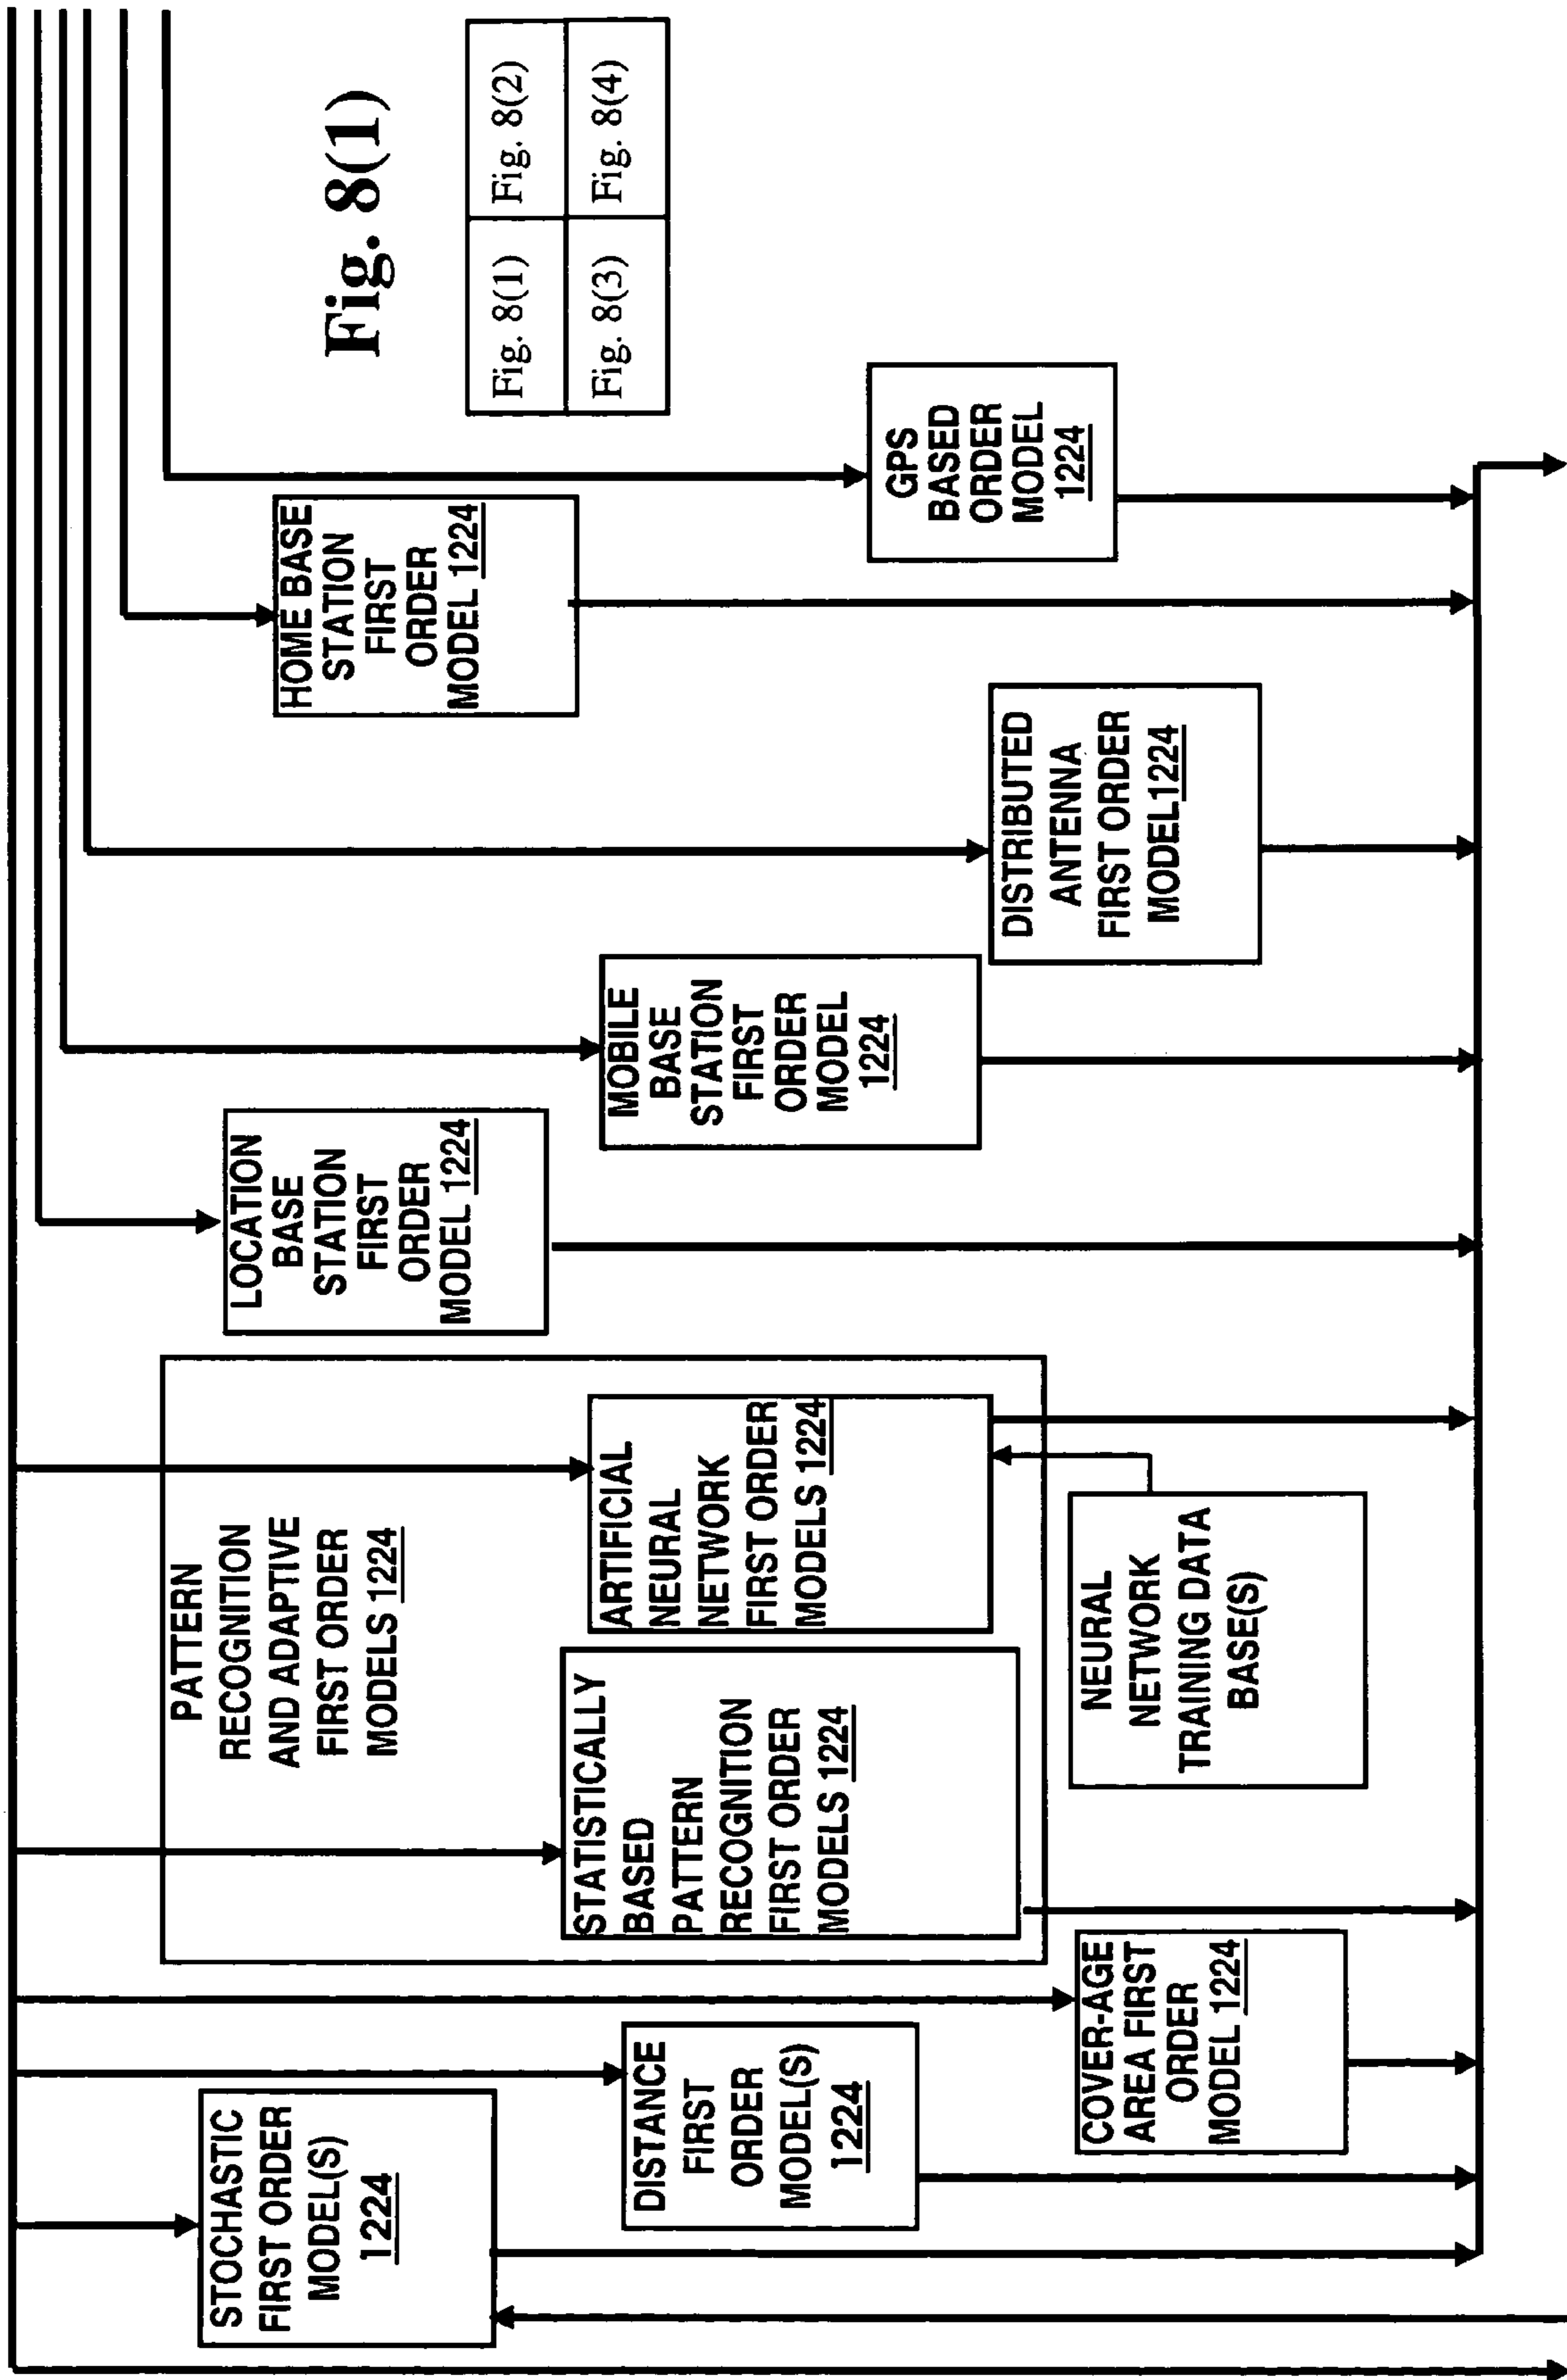 Fig. 8(1)
Fig. 8(1)
Fig. 8(2)
Fig. 8(3)
Fig. 8(4)
STOCHASTIC
FIRST ORDER
MODEL(S)
1224
DISTANCE
FIRST
ORDER
MODEL(S)
1224
COVER-AGE
AREA FIRST
ORDER
MODEL 1224
PATTERN
RECOGNITION
AND ADAPTIVE
FIRST ORDER
MODELS 1224
STATISTICALLY
BASED
PATTERN
RECOGNITION
FIRST ORDER
MODELS 1224
ARTIFICIAL
NEURAL
NETWORK
FIRST ORDER
MODELS 1224
NEURAL
NETWORK
TRAINING DATA
BASE(S)
LOCATION
BASE
STATION
FIRST
ORDER
MODEL 1224
MOBILE
BASE
STATION
FIRST
ORDER
MODEL
1224
DISTRIBUTED
ANTENNA
FIRST ORDER
MODEL1224
HOME BASE
STATION
FIRST
ORDER
MODEL 1224
GPS
BASED
ORDER
MODEL
1224